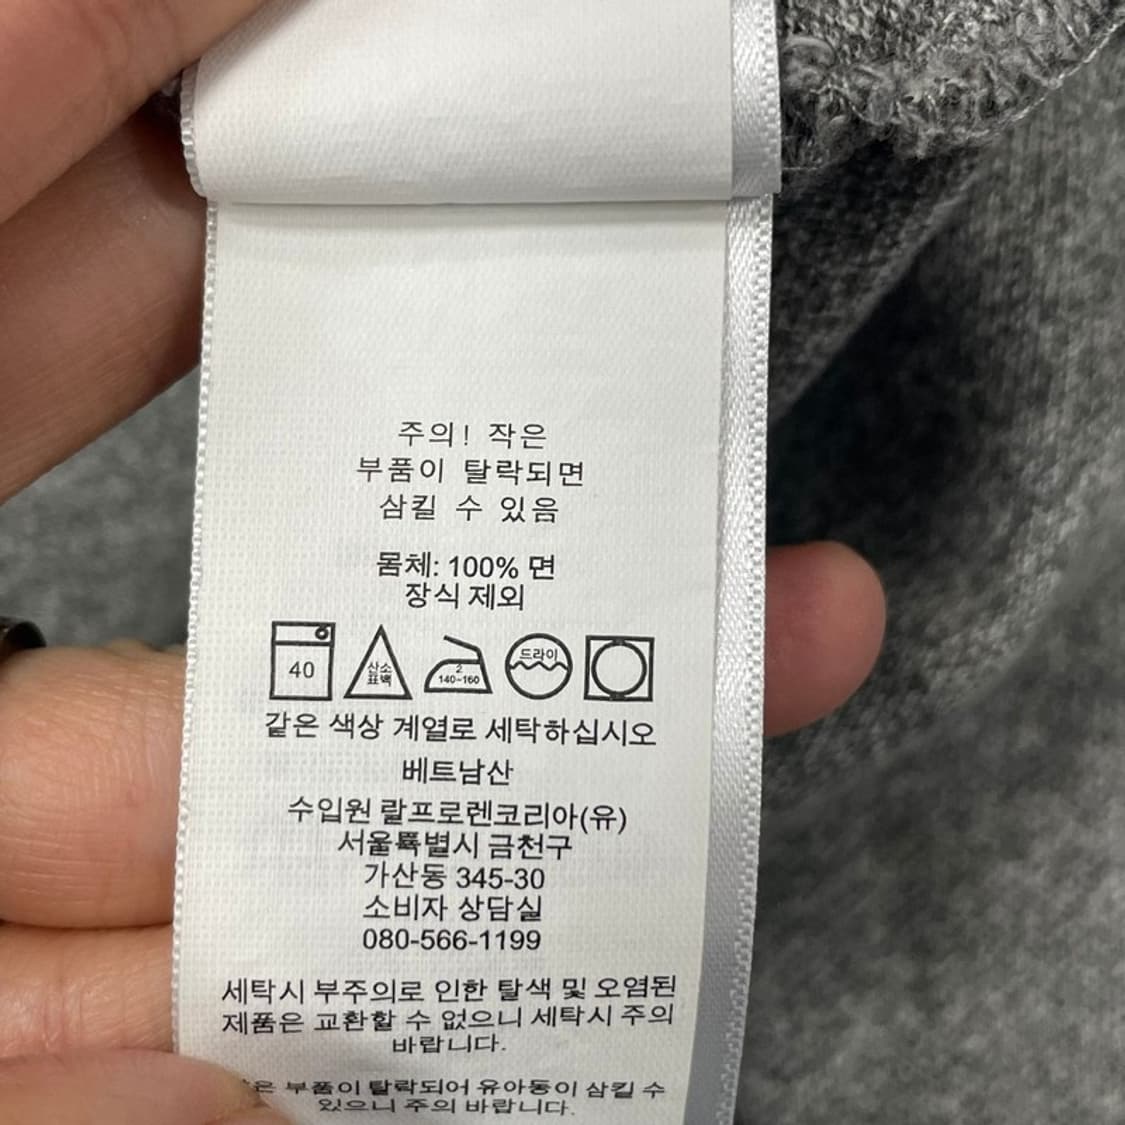 주의! 작은
부품이 탈락되면
삼킬 수 있음
몸체: 100% 면
장식 제외
40
산소
표백
2
140~160
드라이
같은 색상 계열로 세탁하십시오
베트남산
수입원 랄프로렌코리아(유)
서울특별시 금천구
가산동 345-30
소비자 상담실
080-566-1199
세탁시 부주의로 인한 탈색 및 오염된
제품은 교환할 수 없으니 세탁시 주의
바랍니다.
은 부품이 탈락되어 유아동이 삼킬 수
있으니 주의 바랍니다.